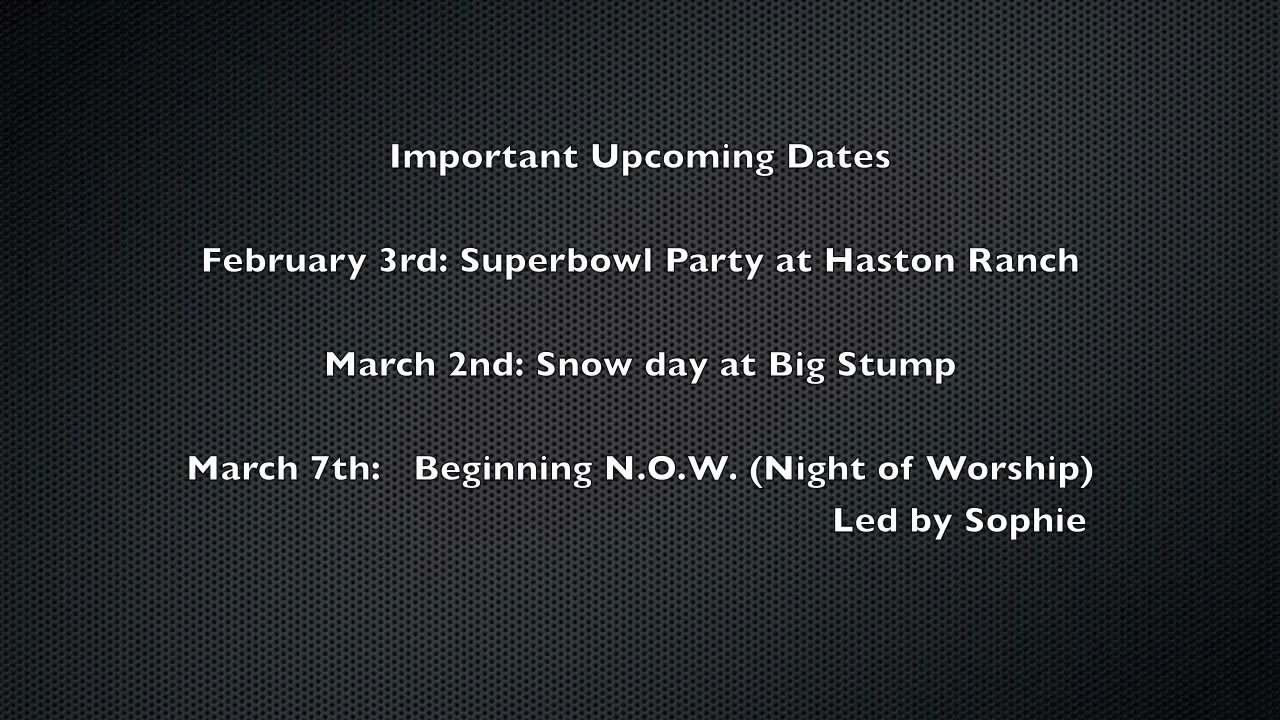 Important Upcoming Dates
February 3rd: Superbowl Party at Haston Ranch
March 2nd: Snow day at Big Stump
March 7th:   Beginning N.O.W. (Night of Worship)
Led by Sophie